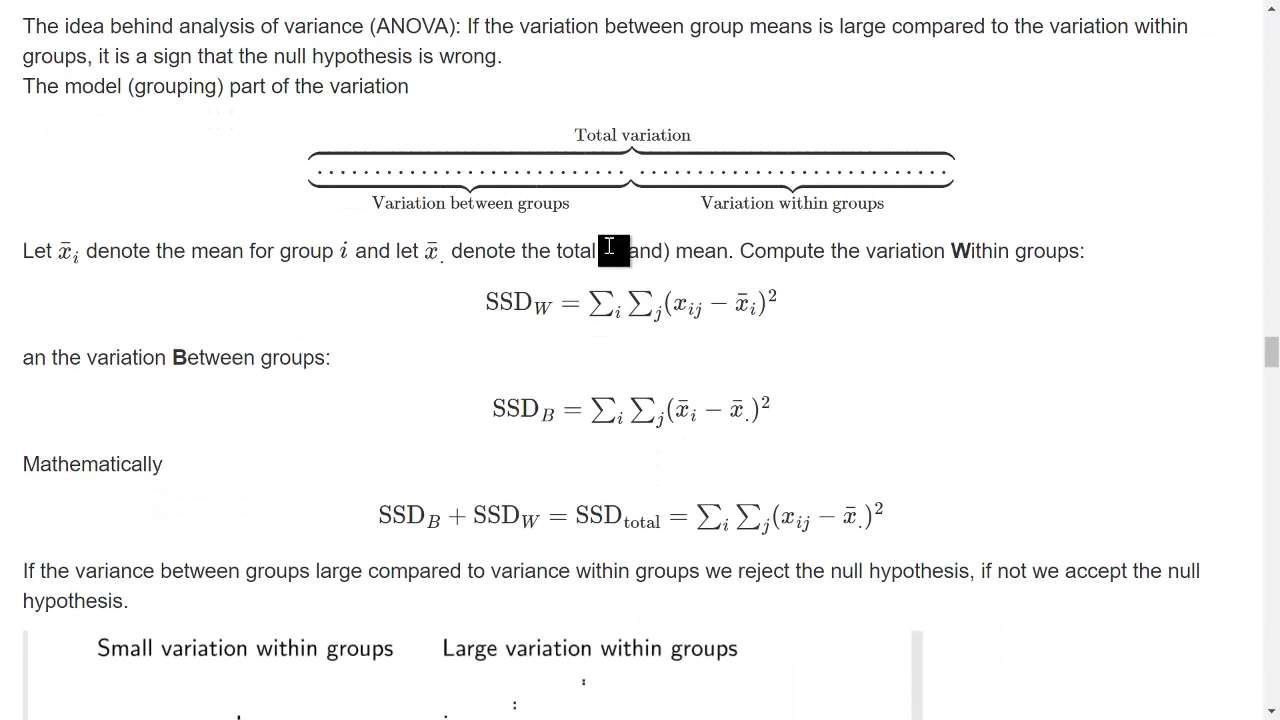 The idea behind analysis of variance (ANOVA): If the variation between group means is large compared to the variation within
groups, it is a sign that the null hypothesis is wrong.
The model (grouping) part of the variation
Total variation
Variation between groups Variation within groups
Let x̄ᵢ denote the mean for group i and let x̄. denote the total and) mean. Compute the variation Within groups:
SSD_W = ∑ᵢ ∑ⱼ(xᵢⱼ − x̄ᵢ)²
an the variation Between groups:
SSD_B = ∑ᵢ ∑ⱼ(x̄ᵢ − x̄.)²
Mathematically
SSD_B + SSD_W = SSD_total = ∑ᵢ ∑ⱼ(xᵢⱼ − x̄.)²
If the variance between groups large compared to variance within groups we reject the null hypothesis, if not we accept the null
hypothesis.
Small variation within groups Large variation within groups